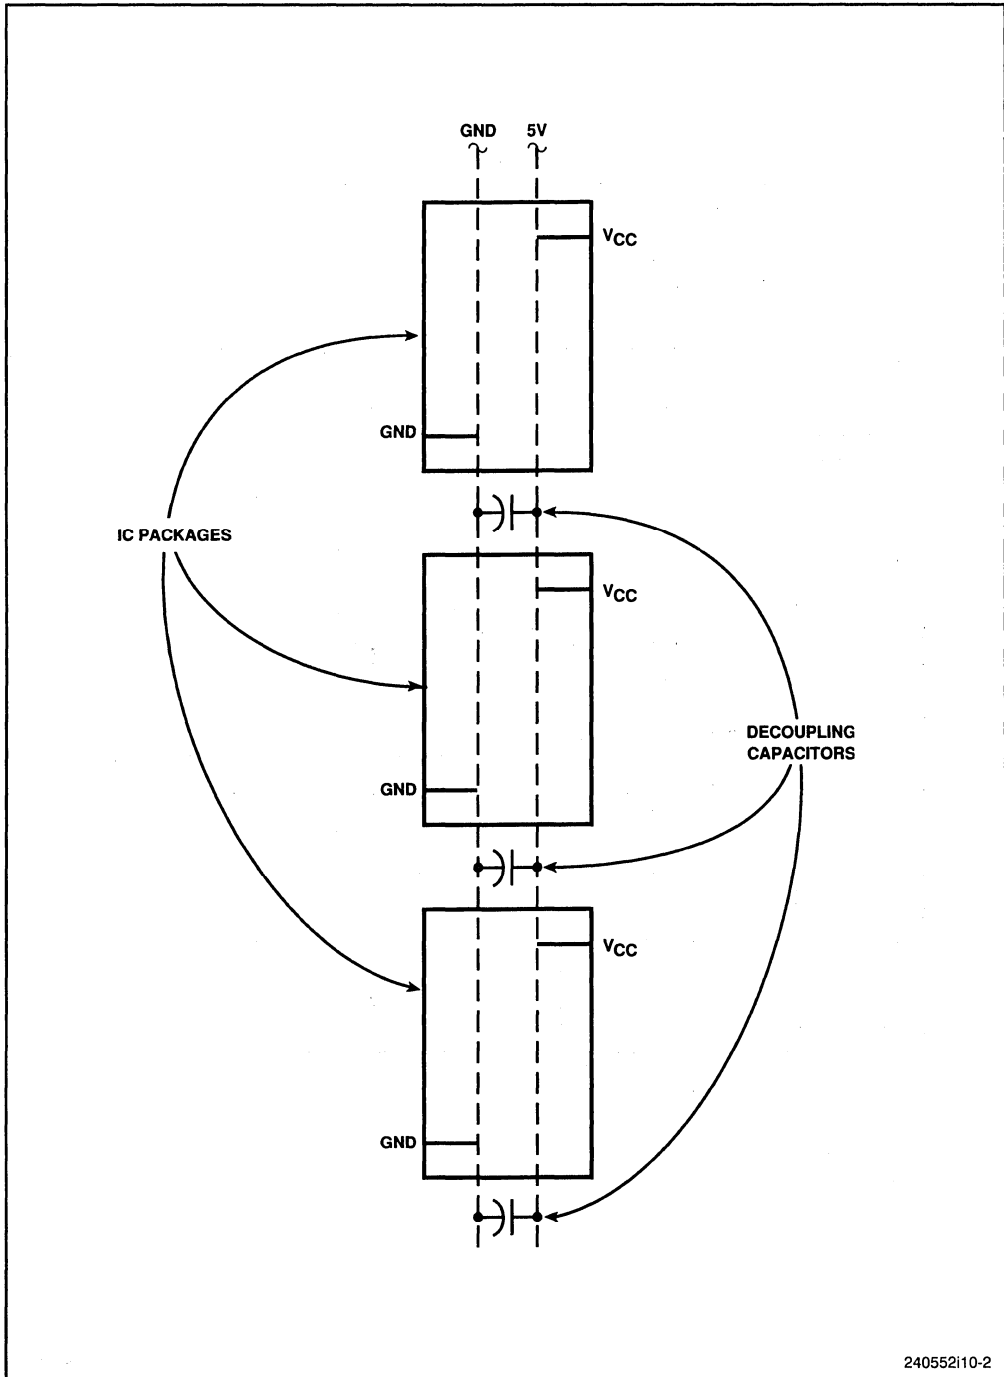 GND 5V
VCC
GND
IC PACKAGES
VCC
DECOUPLING
CAPACITORS
GND
VCC
GND
240552i10-2